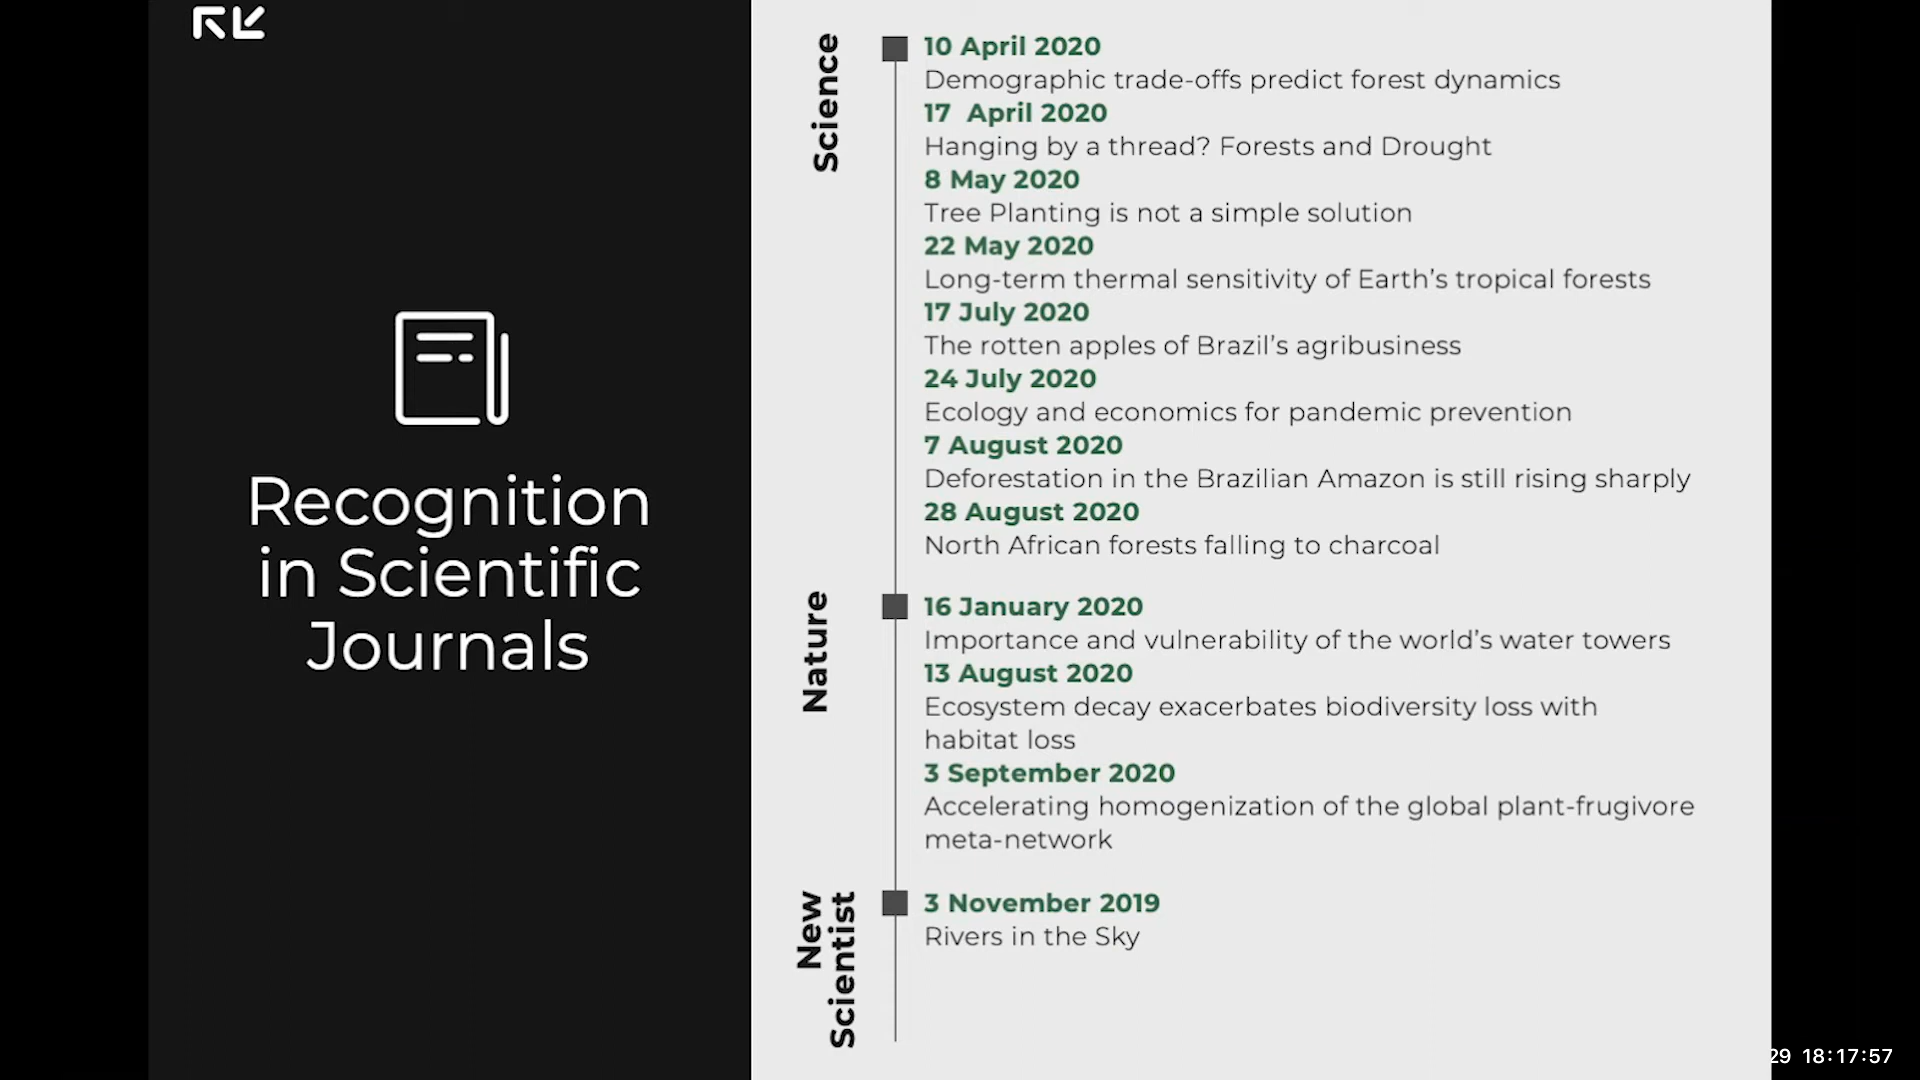 Recognition
in Scientific
Journals
Science
10 April 2020
Demographic trade-offs predict forest dynamics
17 April 2020
Hanging by a thread? Forests and Drought
8 May 2020
Tree Planting is not a simple solution
22 May 2020
Long-term thermal sensitivity of Earth’s tropical forests
17 July 2020
The rotten apples of Brazil’s agribusiness
24 July 2020
Ecology and economics for pandemic prevention
7 August 2020
Deforestation in the Brazilian Amazon is still rising sharply
28 August 2020
North African forests falling to charcoal
Nature
16 January 2020
Importance and vulnerability of the world’s water towers
13 August 2020
Ecosystem decay exacerbates biodiversity loss with
habitat loss
3 September 2020
Accelerating homogenization of the global plant-frugivore
meta-network
New
Scientist
3 November 2019
Rivers in the Sky
29 18:17:57